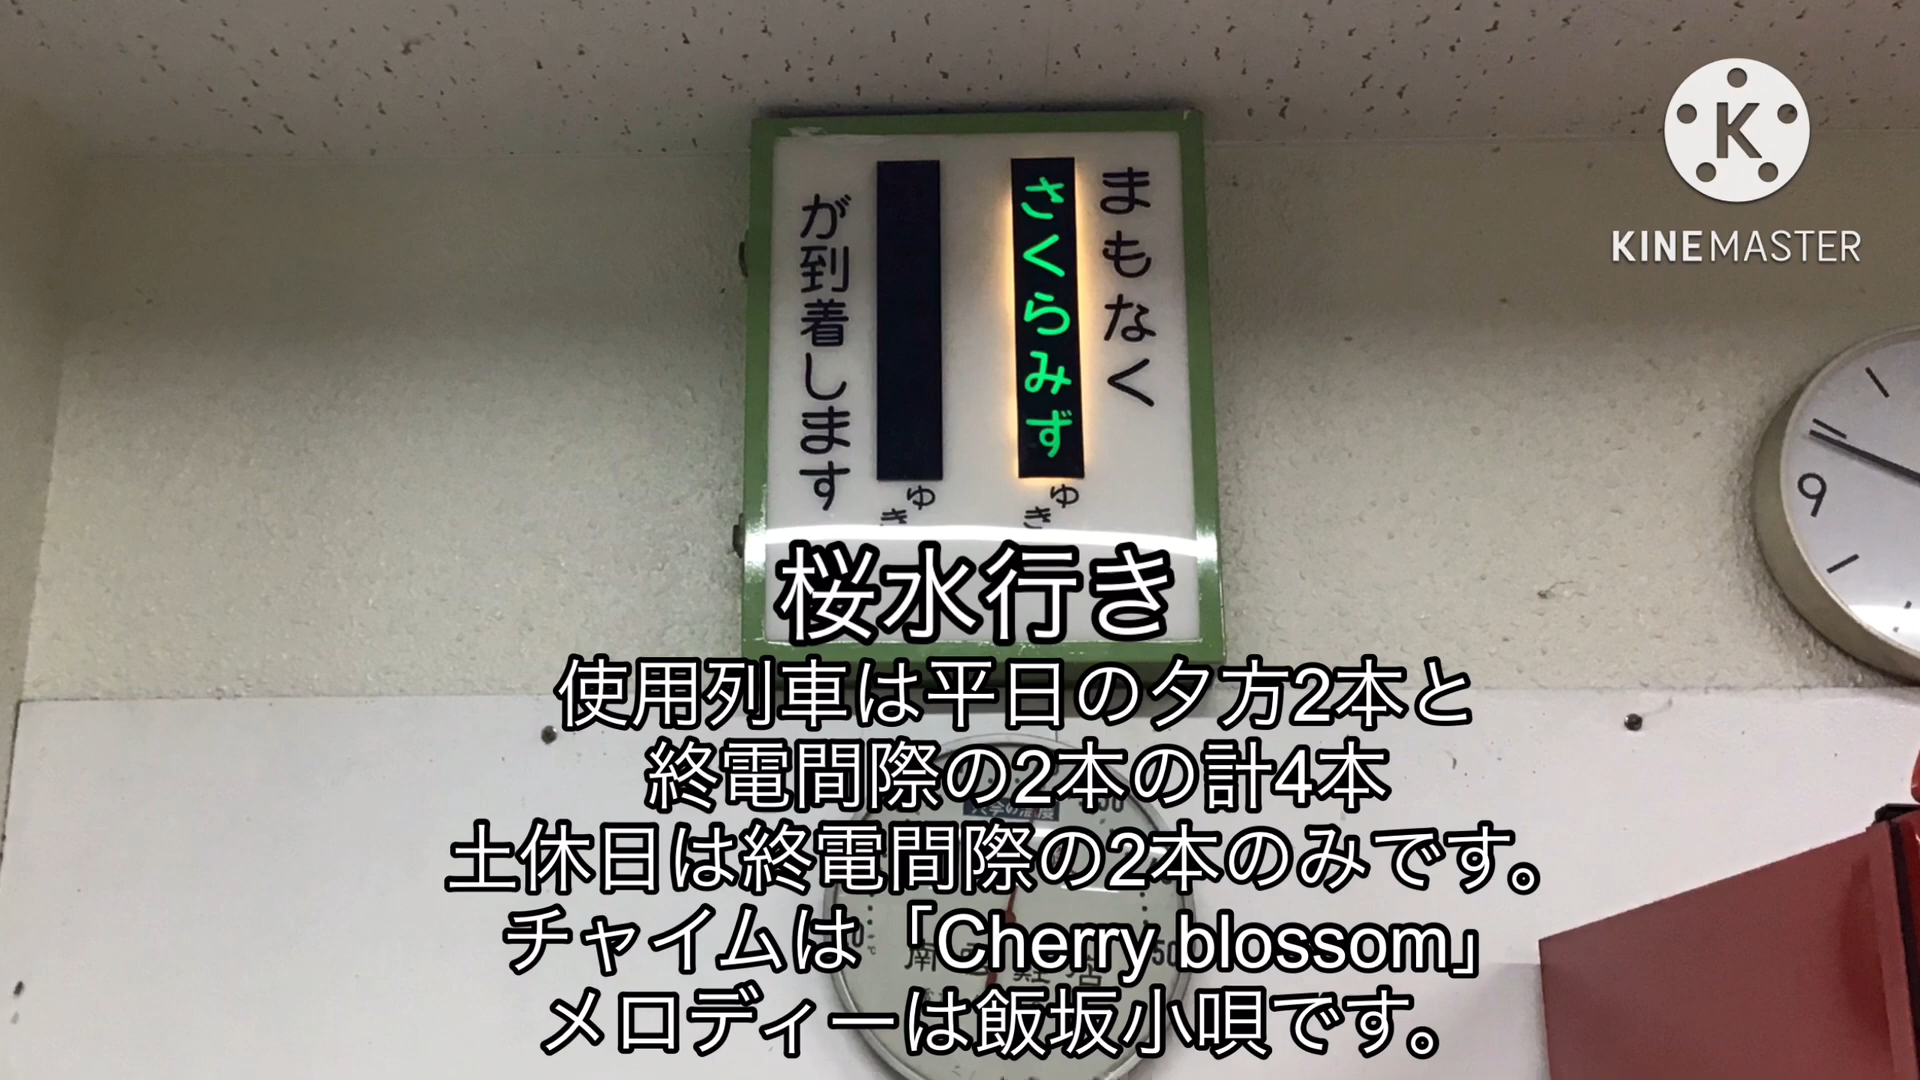 KINEMASTER
まもなく
さくらみず
ゆき
ゆき
が到着します
9
桜水行き
使用列車は平日の夕方2本と
終電間際の2本の計4本
土休日は終電間際の2本のみです。
チャイムは「Cherry blossom」
メロディーは飯坂小唄です。